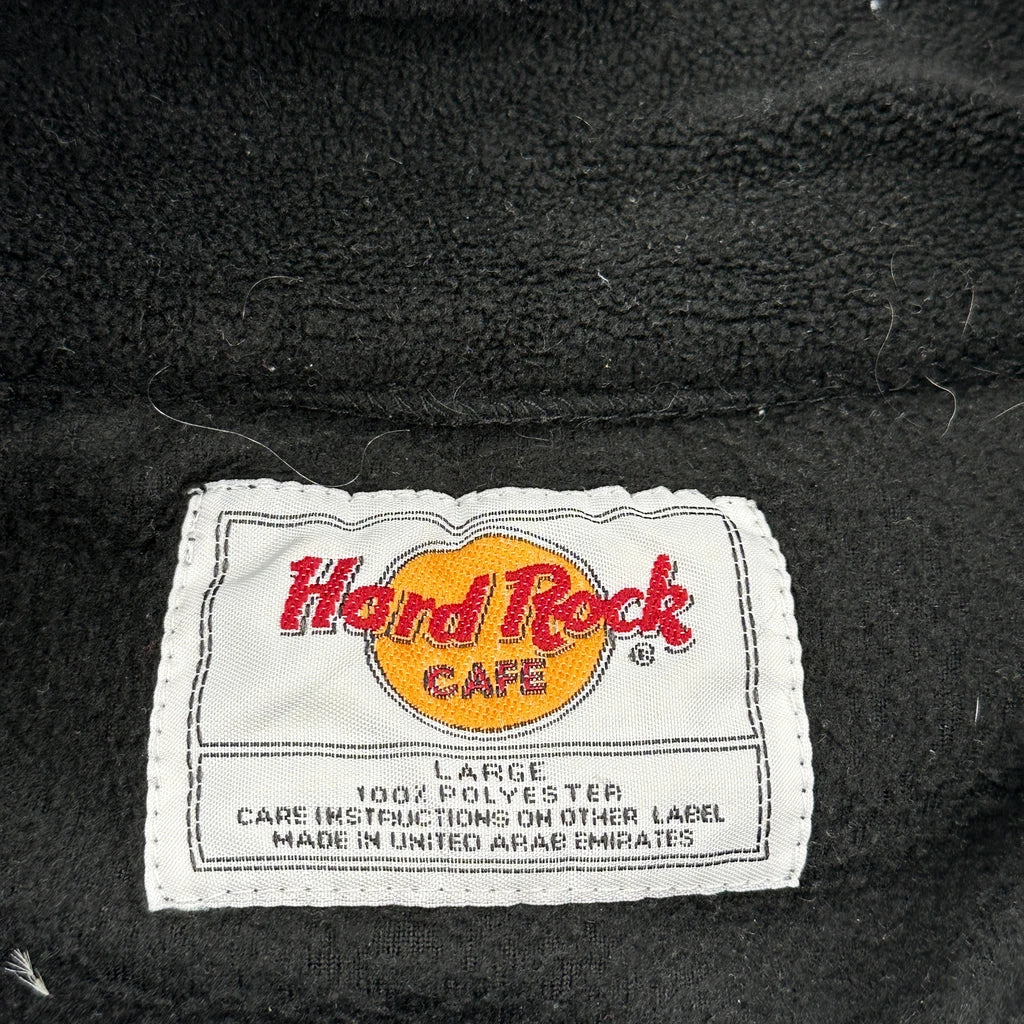 Hard Rock
CAFE
®
LARGE
100% POLYESTER
CARE INSTRUCTIONS ON OTHER LABEL
MADE IN UNITED ARAB EMIRATES